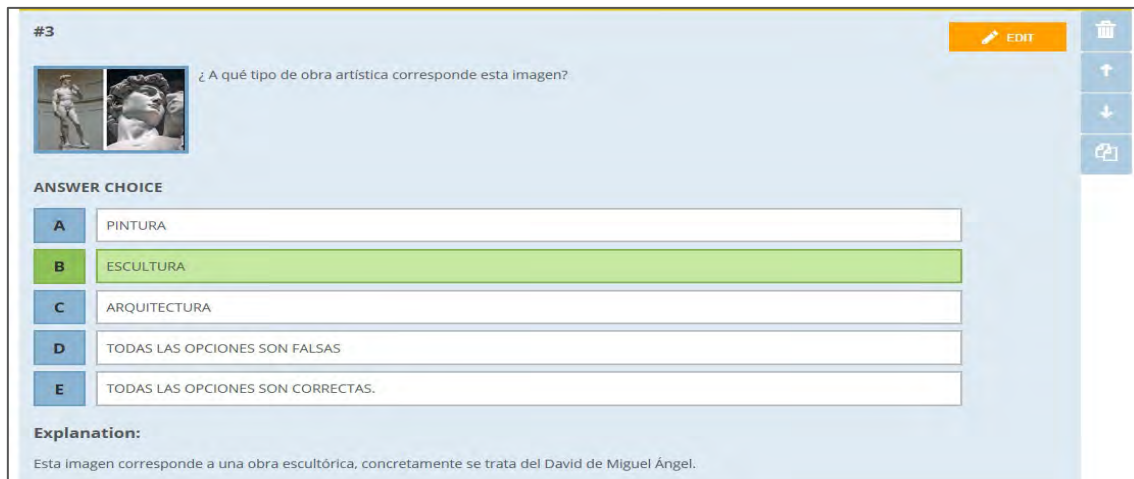 #3
EDIT
¿ A qué tipo de obra artística corresponde esta imagen?
ANSWER CHOICE
A PINTURA
B ESCULTURA
C ARQUITECTURA
D TODAS LAS OPCIONES SON FALSAS
E TODAS LAS OPCIONES SON CORRECTAS.
Explanation:
Esta imagen corresponde a una obra escultórica, concretamente se trata del David de Miguel Ángel.